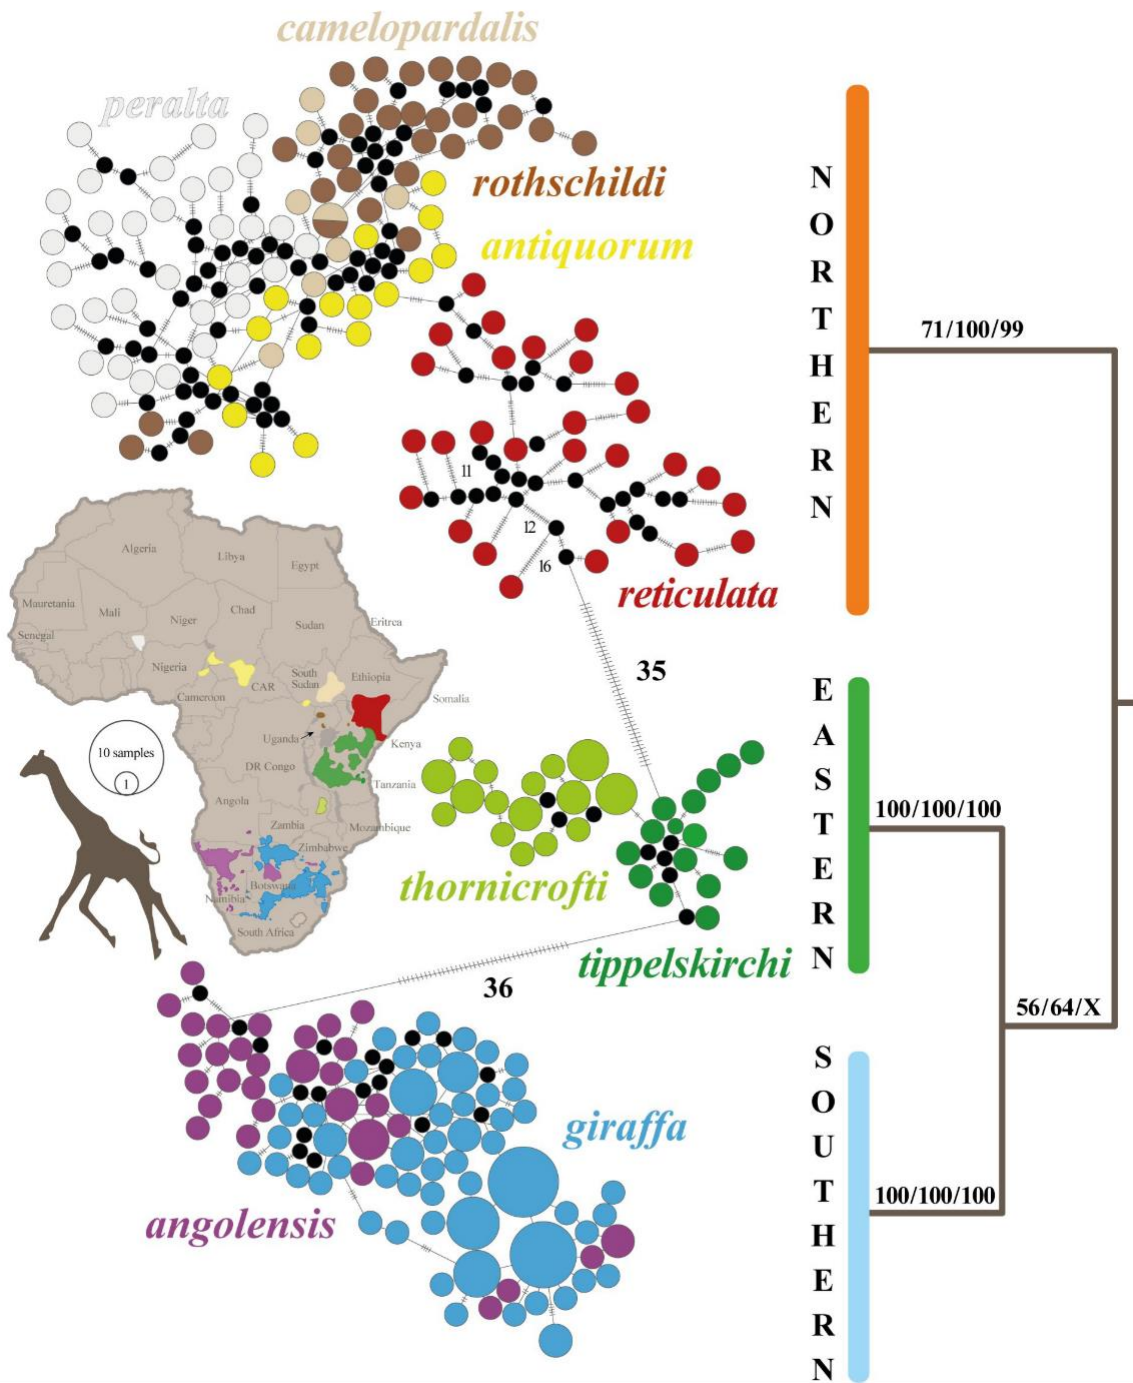 camelopardalis
peralta
rothschildi
antiquorum
11
12
16
reticulata
35
Algeria
Libya
Egypt
Mauretania
Mali
Niger
Chad
Sudan
Eritrea
Senegal
Nigeria
South
Sudan
Ethiopia
Cameroon
CAR
Somalia
Uganda
Kenya
DR Congo
Tanzania
Angola
Zambia
Mozambique
Zimbabwe
Botswana
Namibia
South Africa
10 samples
1
thornicrofti
tippelskirchi
36
giraffa
angolensis
NORTHERN
71/100/99
EASTERN
100/100/100
56/64/X
SOUTHERN
100/100/100